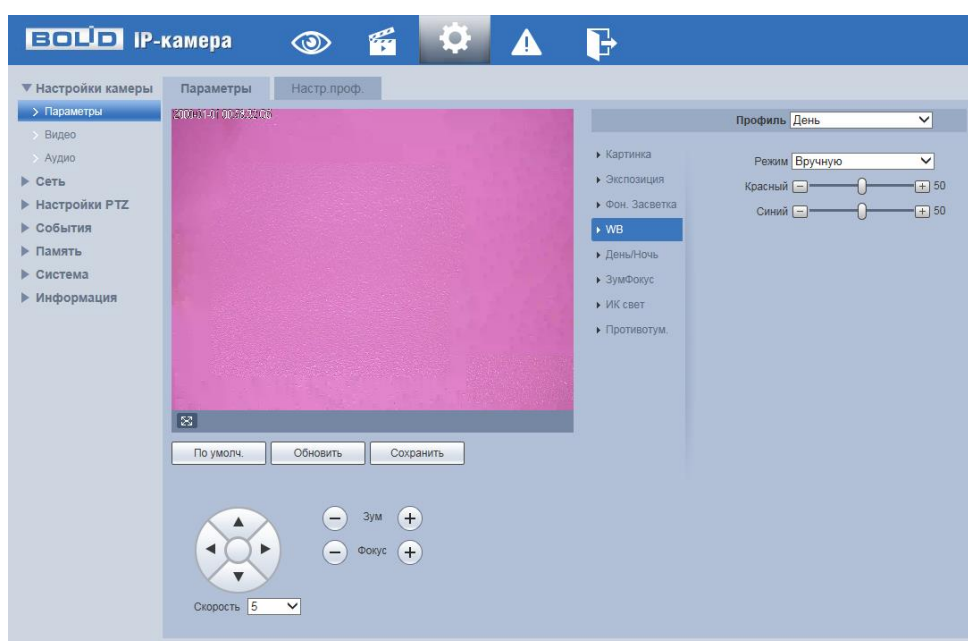 BOLID IP-камера
Настройки камеры
Параметры
Видео
Аудио
Сеть
Настройки PTZ
События
Память
Система
Информация
Параметры Настр.проф.
Профиль День
Картинка
Экспозиция
Фон. Засветка
WB
День/Ночь
ЗумФокус
ИК свет
Противотум.
Режим Вручную
Красный 50
Синий 50
По умолч. Обновить Сохранить
Зум
Фокус
Скорость 5